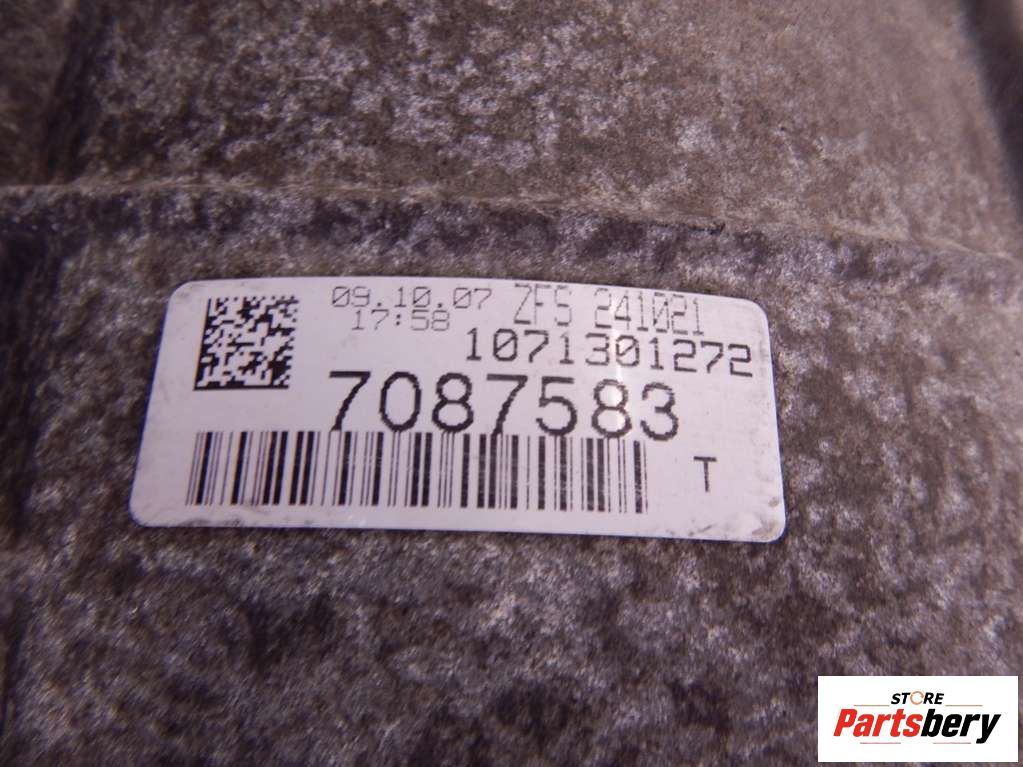 09.10.07 ZFS 241021
17:58
1071301272
7087583
T
STORE
Partsbery